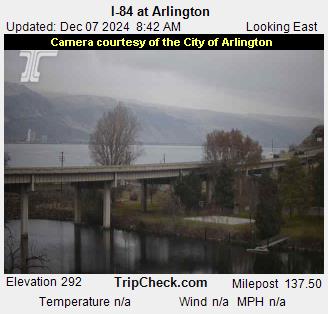 I-84 at Arlington
Updated: Dec 07 2024 8:42 AM Looking East
Camera courtesy of the City of Arlington
Elevation 292 TripCheck.com Milepost 137.50
Temperature n/a Wind n/a MPH n/a